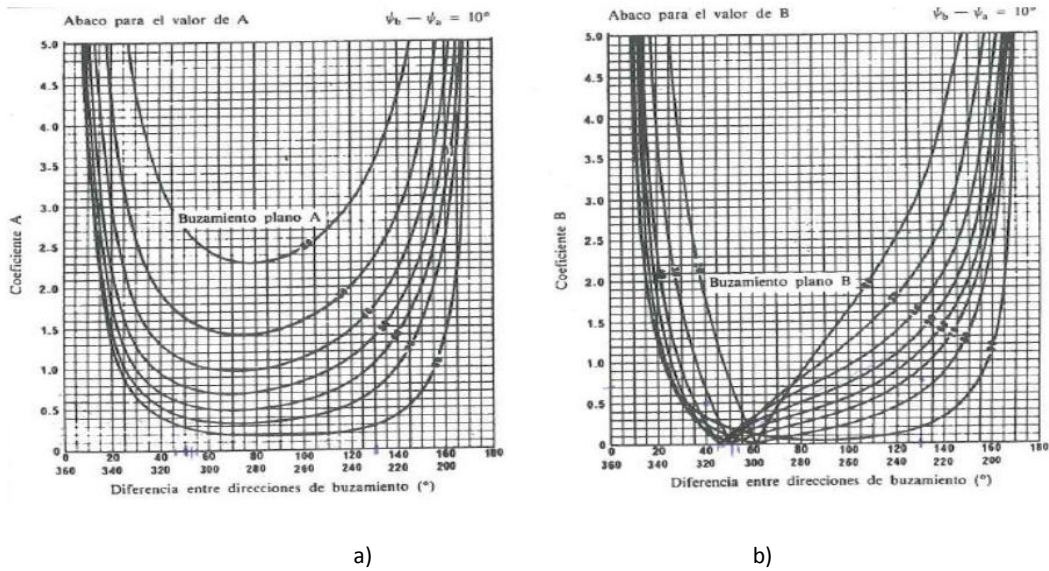 Abaco para el valor de A ψb − ψa = 10°
5.0
4.5
4.0
3.5
3.0
2.5
2.0
1.5
1.0
0.5
0
Coeficiente A
Buzamiento plano A
0 20 40 60 80 100 120 140 160 180
360 340 320 300 280 260 240 220 200
Diferencia entre direcciones de buzamiento (°)
a)
Abaco para el valor de B ψb − ψa = 10°
5.0
4.5
4.0
3.5
3.0
2.5
2.0
1.5
1.0
0.5
0
Coeficiente B
Buzamiento plano B
0 20 40 60 80 100 120 140 160 180
360 340 320 300 280 260 240 220 200
Diferencia entre direcciones de buzamiento (°)
b)